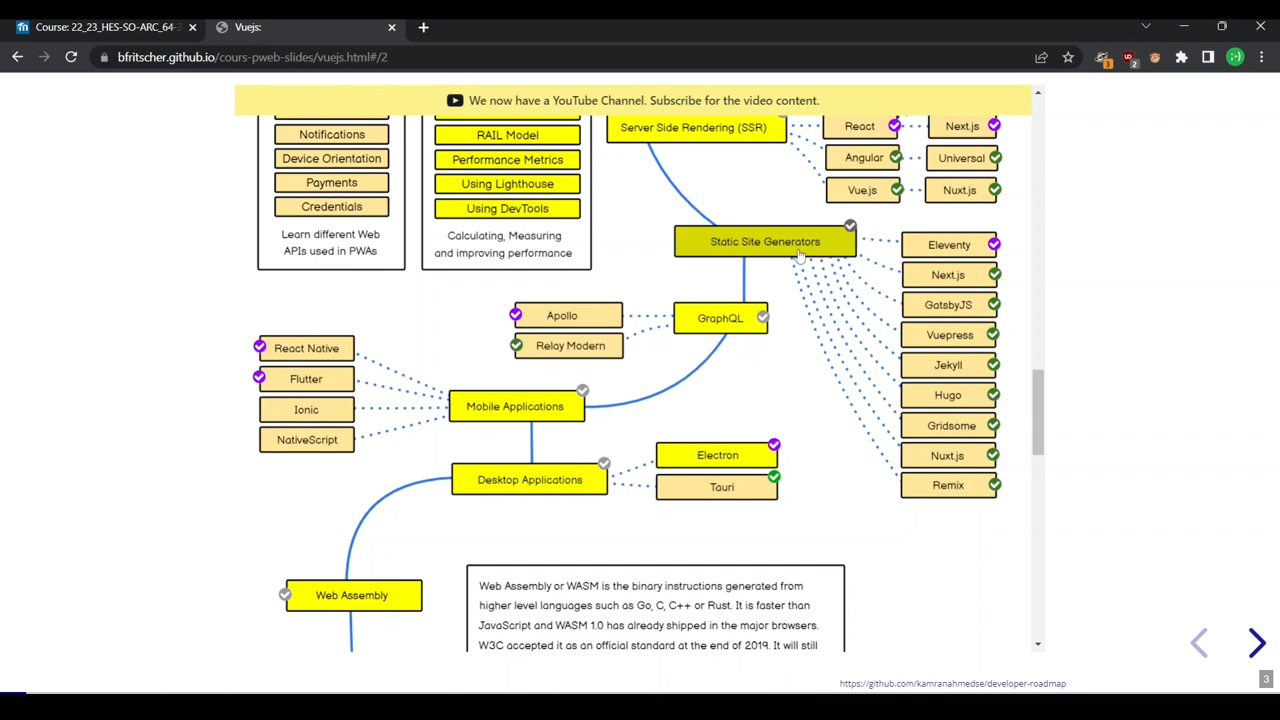 Course: 22_23_HES-SO-ARC_64-
Vuejs:
bfritscher.github.io/cours-pweb-slides/vuejs.html#/2
We now have a YouTube Channel. Subscribe for the video content.
Notifications
Device Orientation
Payments
Credentials
Learn different Web
APIs used in PWAs
RAIL Model
Performance Metrics
Using Lighthouse
Using DevTools
Calculating, Measuring
and improving performance
Server Side Rendering (SSR)
React
Next.js
Angular
Universal
Vue.js
Nuxt.js
Static Site Generators
Eleventy
Next.js
GatsbyJS
Vuepress
Jekyll
Hugo
Gridsome
Nuxt.js
Remix
Apollo
Relay Modern
GraphQL
React Native
Flutter
Ionic
NativeScript
Mobile Applications
Desktop Applications
Electron
Tauri
Web Assembly
Web Assembly or WASM is the binary instructions generated from
higher level languages such as Go, C, C++ or Rust. It is faster than
JavaScript and WASM 1.0 has already shipped in the major browsers.
W3C accepted it as an official standard at the end of 2019. It will still
https://github.com/kamranahmedse/developer-roadmap
3